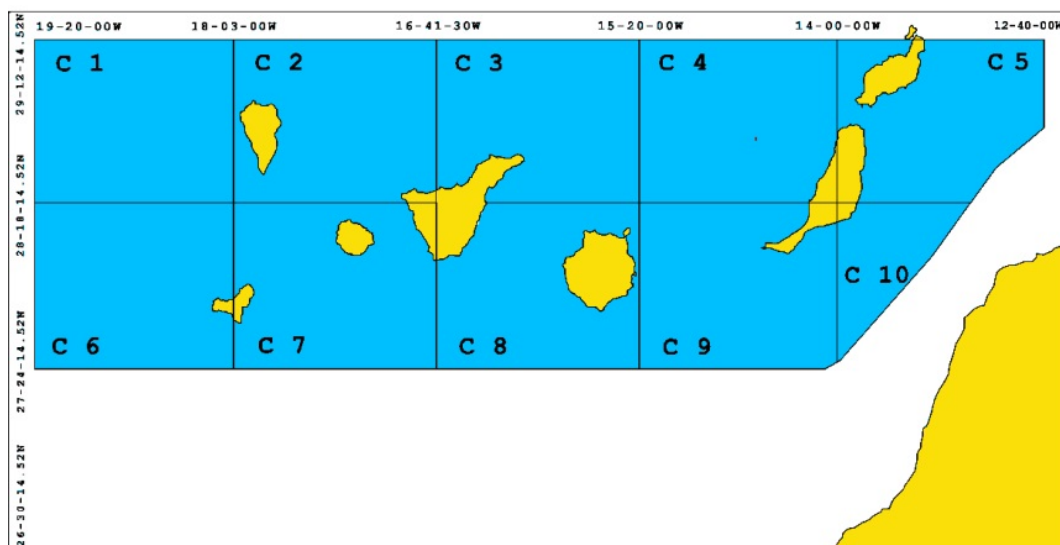 19-20-00W 18-03-00W 16-41-30W 15-20-00W 14-00-00W 12-40-00W
29-12-14.52N
C 1 C 2 C 3 C 4 C 5
28-18-14.52N
C 10
C 6 C 7 C 8 C 9
27-24-14.52N
26-30-14.52N